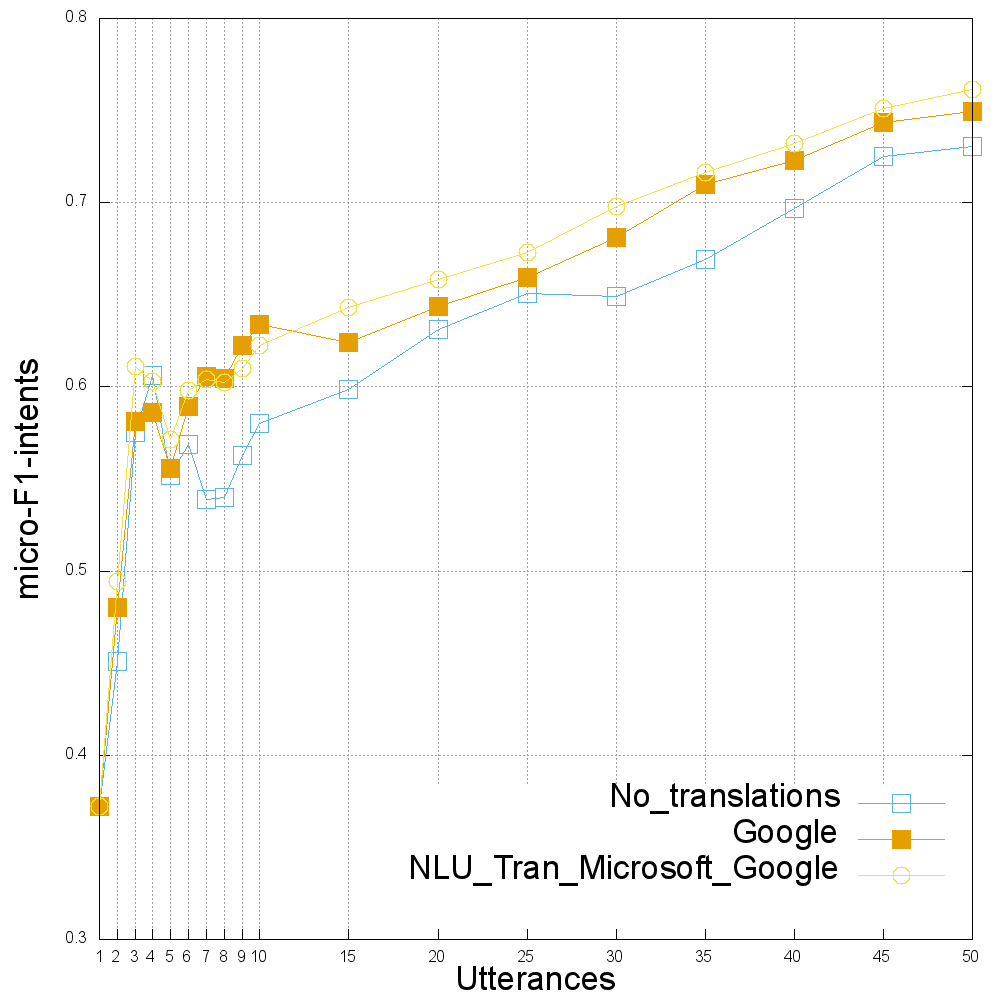 0.8
0.7
0.6
0.5
0.4
0.3
micro-F1-intents
No_translations
Google
NLU_Tran_Microsoft_Google
1 2 3 4 5 6 7 8 9 10 15 20 25 30 35 40 45 50
Utterances